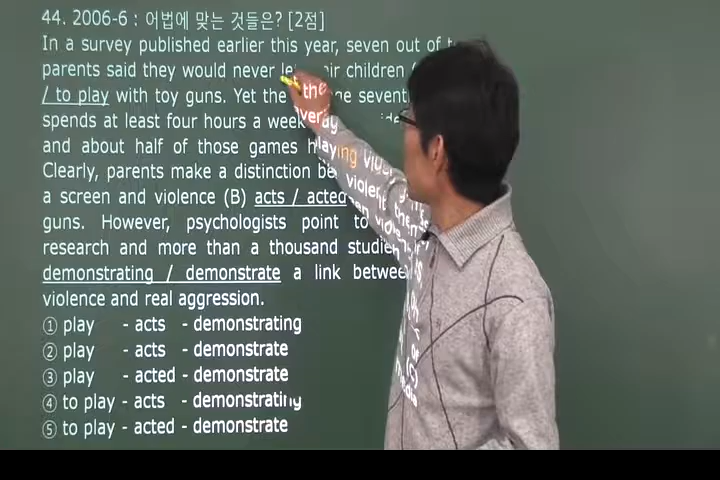 44. 2006-6 : 어법에 맞는 것들은? [2점]
In a survey published earlier this year, seven out of
parents said they would never children
/ to play with toy guns. Yet the
spends at least four hours a week
and about half of those games
Clearly, parents make a distinction
a screen and violence (B) acts / acted
guns. However, psychologists point to
research and more than a thousand studies
demonstrating / demonstrate a link between
violence and real aggression.
① play - acts - demonstrating
② play - acts - demonstrate
③ play - acted - demonstrate
④ to play - acts - demonstrating
⑤ to play - acted - demonstrate